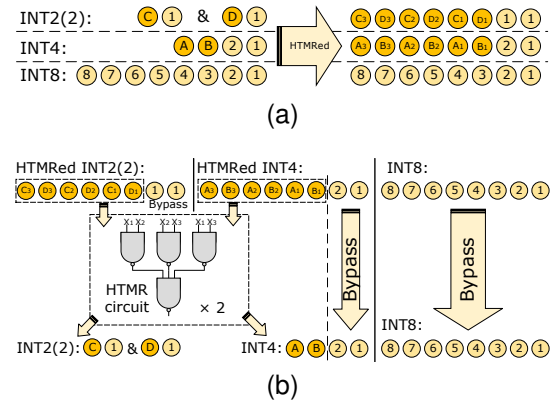 INT2(2): C 1 & D 1 C3 D3 C2 D2 C1 D1 1 1
INT4: A B 2 1 HTMRed A3 B3 A2 B2 A1 B1 2 1
INT8: 8 7 6 5 4 3 2 1 8 7 6 5 4 3 2 1
(a)
HTMRed INT2(2): HTMRed INT4: INT8:
C3 D3 C2 D2 C1 D1 1 1 A3 B3 A2 B2 A1 B1 2 1 8 7 6 5 4 3 2 1
Bypass
X1 X2 X2 X3 X1 X3
HTMR
circuit × 2
Bypass Bypass
INT8:
INT2(2): C 1 & D 1 INT4: A B 2 1 8 7 6 5 4 3 2 1
(b)